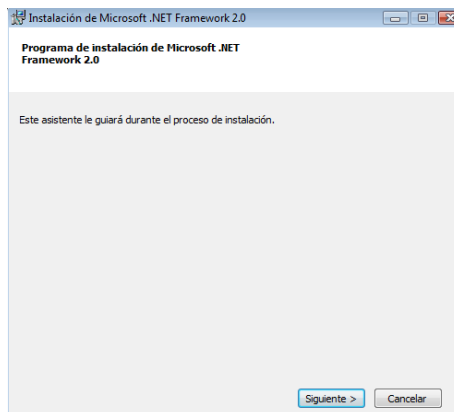 Instalación de Microsoft .NET Framework 2.0
Programa de instalación de Microsoft .NET
Framework 2.0
Este asistente le guiará durante el proceso de instalación.
Siguiente > Cancelar